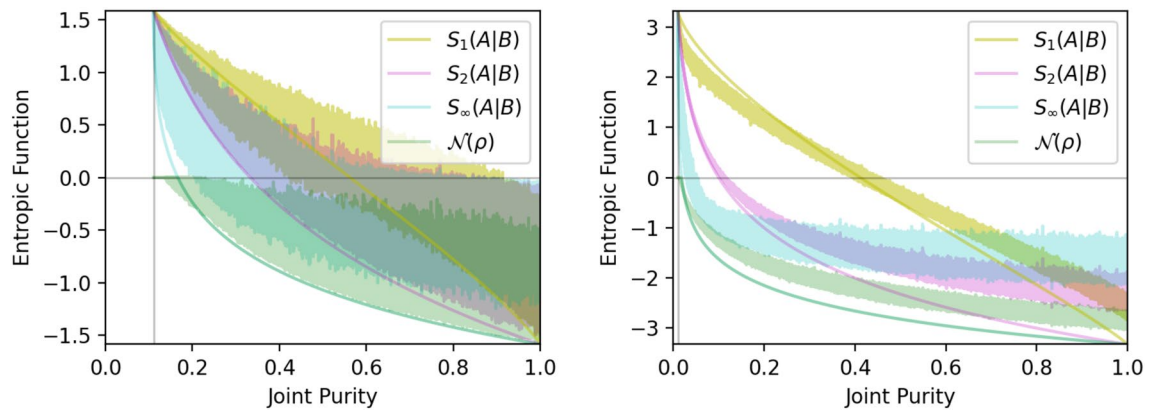 1.5
1.0
0.5
0.0
−0.5
−1.0
−1.5
Entropic Function
S₁(A|B)
S₂(A|B)
S∞(A|B)
𝒩(ρ)
0.0 0.2 0.4 0.6 0.8 1.0
Joint Purity
3
2
1
0
−1
−2
−3
Entropic Function
S₁(A|B)
S₂(A|B)
S∞(A|B)
𝒩(ρ)
0.0 0.2 0.4 0.6 0.8 1.0
Joint Purity